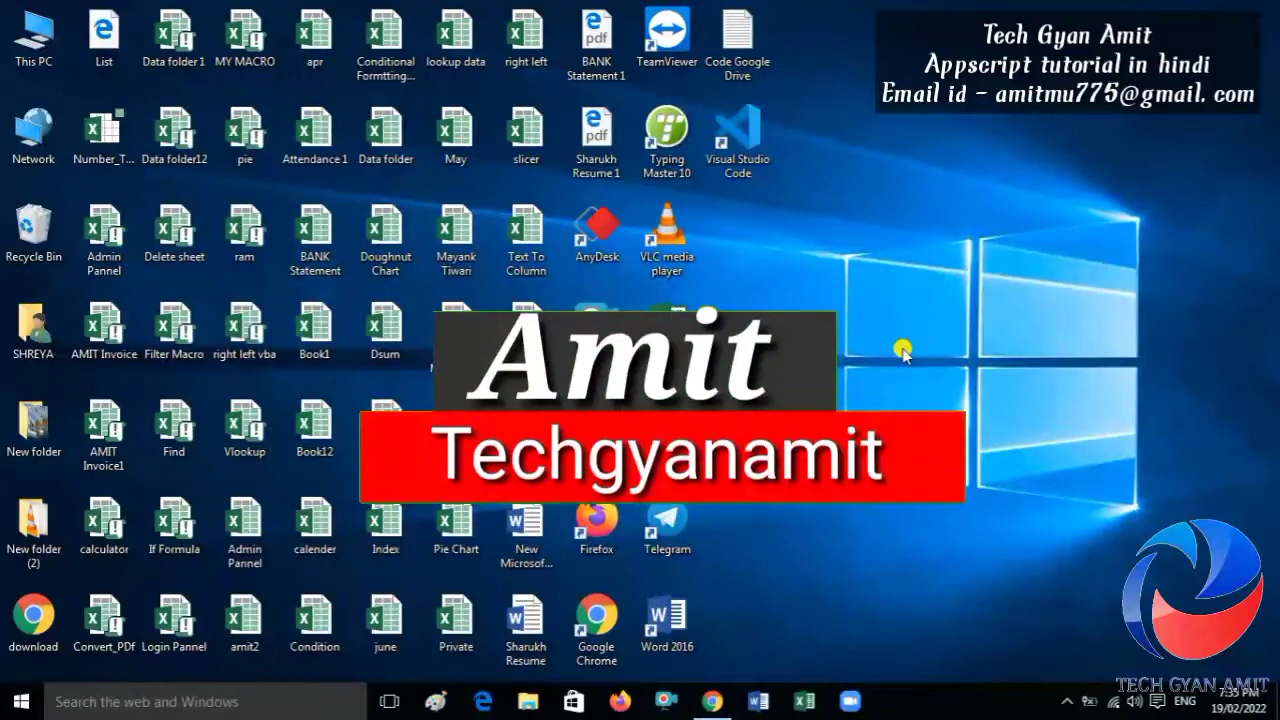 Tech Gyan Amit
Appscript tutorial in hindi
Email id - amitmu775@gmail. com
This PC
List
Data folder1
MY MACRO
apr
Conditional
Formtting...
lookup data
right left
BANK
Statement 1
TeamViewer
Code Google
Drive
Network
Number_T...
Data folder12
pie
Attendance 1
Data folder
May
slicer
Sharukh
Resume 1
Typing
Master 10
Visual Studio
Code
Recycle Bin
Admin
Panel
Delete sheet
ram
BANK
Statement
Doughnut
Chart
Mayank
Tiwari
Text To
Column
AnyDesk
VLC media
player
SHREYA
AMIT Invoice
Filter Macro
right left vba
Book1
Dsum
Amit
Techgyanamit
New folder
AMIT
Invoice1
Find
Vlookup
Book12
New folder
(2)
calculator
If Formula
Admin
Pannel
calender
Index
Pie Chart
New
Microsof...
Firefox
Telegram
download
Convert_PDf
Login Pannel
amit2
Condition
june
Private
Sharukh
Resume
Google
Chrome
Word 2016
TECH GYAN AMIT
Search the web and Windows
ENG
7:35 PM
19/02/2022